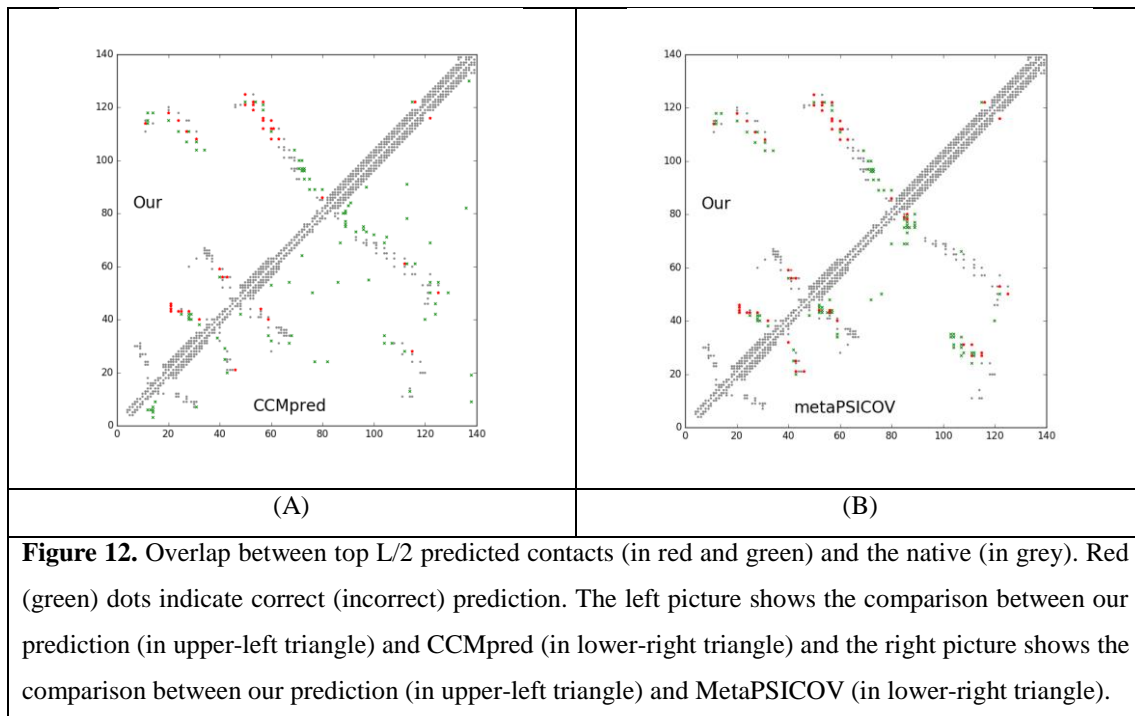 140
120
100
80
60
40
20
0
0 20 40 60 80 100 120 140
Our
CCMpred
140
120
100
80
60
40
20
0
0 20 40 60 80 100 120 140
Our
metaPSICOV
(A) (B)
Figure 12. Overlap between top L/2 predicted contacts (in red and green) and the native (in grey). Red
(green) dots indicate correct (incorrect) prediction. The left picture shows the comparison between our
prediction (in upper-left triangle) and CCMpred (in lower-right triangle) and the right picture shows the
comparison between our prediction (in upper-left triangle) and MetaPSICOV (in lower-right triangle).